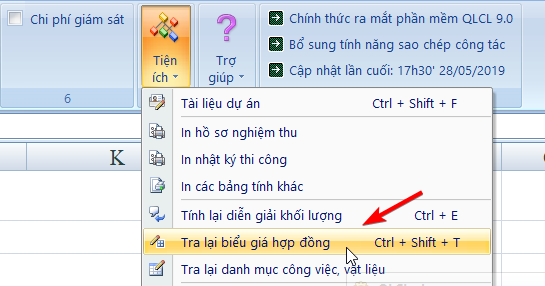 Chi phí giám sát
6
Tiện ích
Trợ giúp
Chính thức ra mắt phần mềm QLCL 9.0
Bổ sung tính năng sao chép công tác
Cập nhật lần cuối: 17h30' 28/05/2019
K
Tài liệu dự án Ctrl + Shift + F
In hồ sơ nghiệm thu
In nhật ký thi công
In các bảng tính khác
Tính lại diễn giải khối lượng Ctrl + E
Tra lại biểu giá hợp đồng Ctrl + Shift + T
Tra lại danh mục công việc, vật liệu